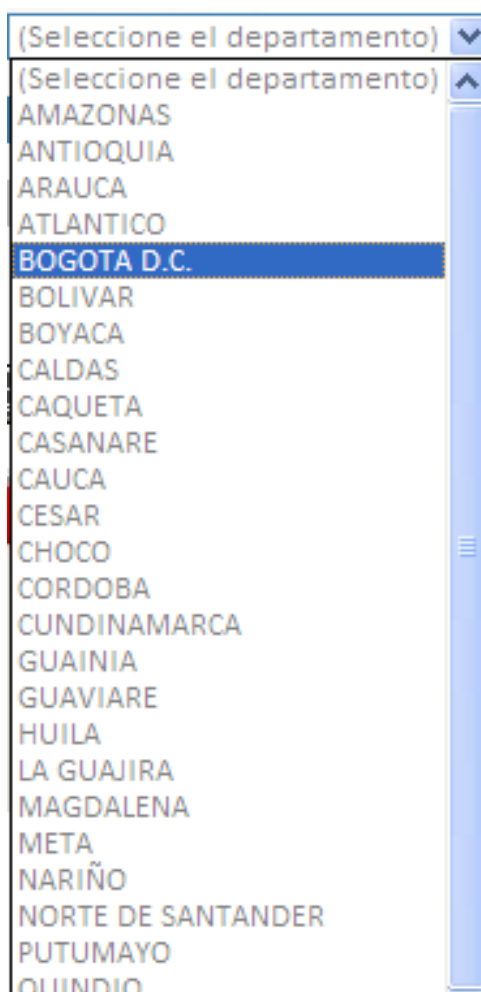 (Seleccione el departamento)
(Seleccione el departamento)
AMAZONAS
ANTIOQUIA
ARAUCA
ATLANTICO
BOGOTA D.C.
BOLIVAR
BOYACA
CALDAS
CAQUETA
CASANARE
CAUCA
CESAR
CHOCO
CORDOBA
CUNDINAMARCA
GUAINIA
GUAVIARE
HUILA
LA GUAJIRA
MAGDALENA
META
NARIÑO
NORTE DE SANTANDER
PUTUMAYO
QUINDIO